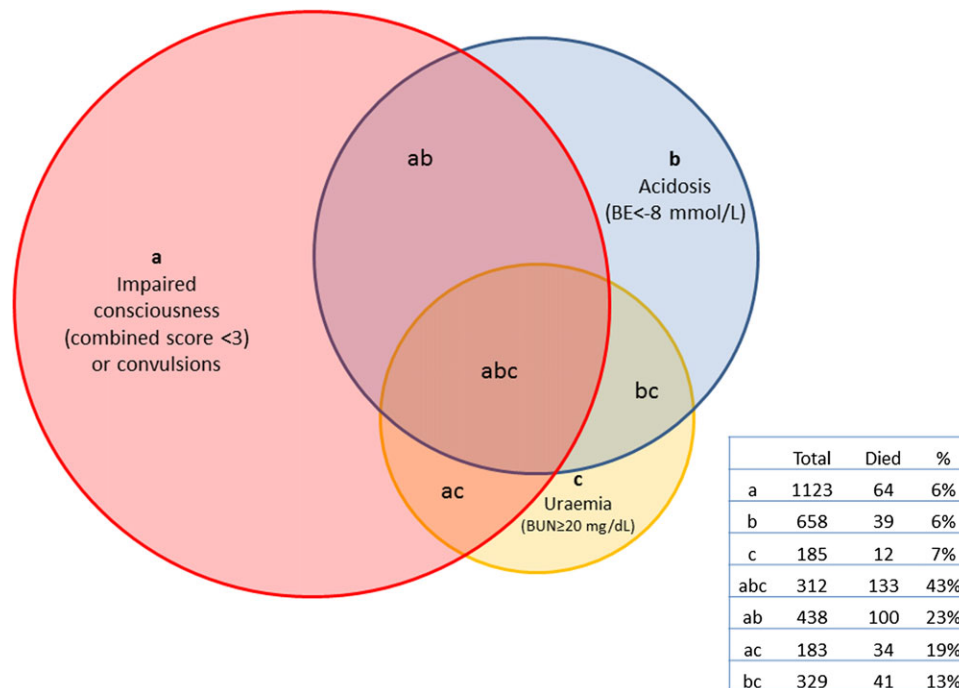 ab
b
Acidosis
(BE<-8 mmol/L)
a
Impaired
consciousness
(combined score <3)
or convulsions
abc
bc
ac
c
Uraemia
(BUN≥20 mg/dL)
Total Died %
a 1123 64 6%
b 658 39 6%
c 185 12 7%
abc 312 133 43%
ab 438 100 23%
ac 183 34 19%
bc 329 41 13%